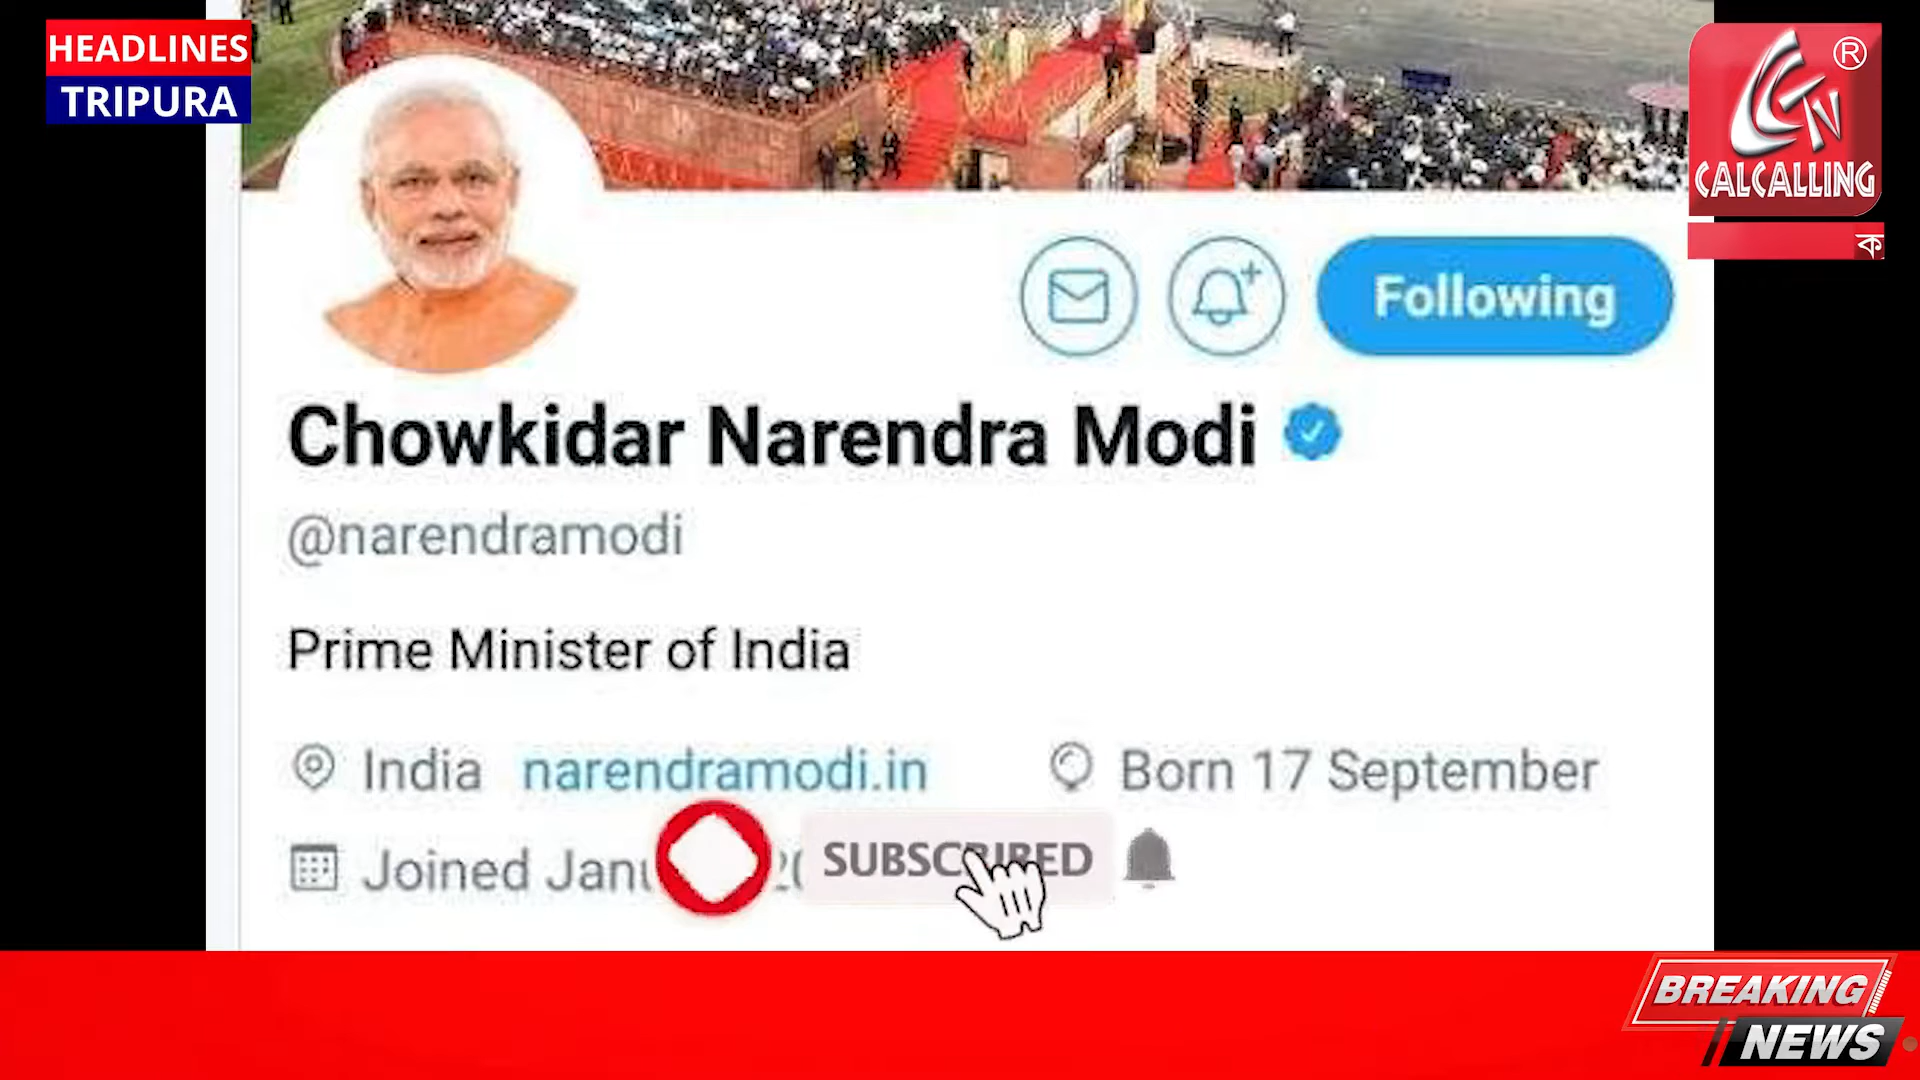 HEADLINES
TRIPURA
CTV
®
CALCALLING
ক
Following
Chowkidar Narendra Modi
@narendramodi
Prime Minister of India
India narendramodi.in Born 17 September
Joined
SUBSCRIBED
BREAKING
NEWS